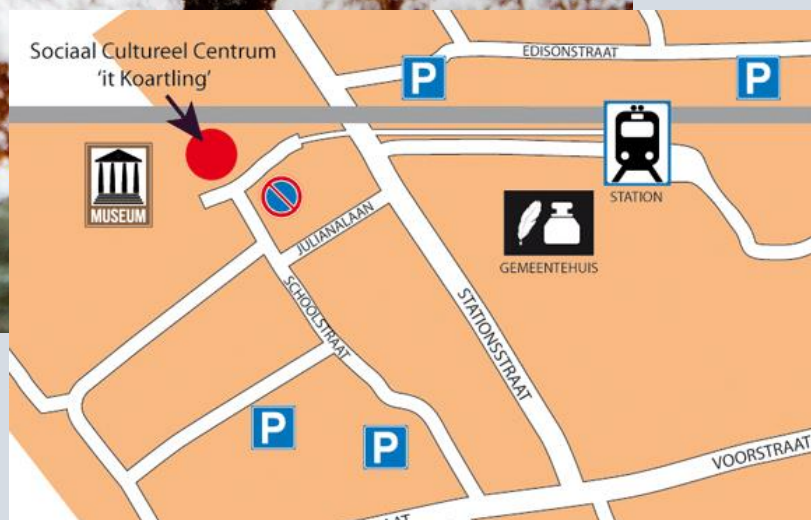 Sociaal Cultureel Centrum
'it Koartling'
EDISONSTRAAT
P
P
MUSEUM
STATION
JULIANALAAN
GEMEENTEHUIS
SCHOOLSTRAAT
STATIONSSTRAAT
P
P
VOORSTRAAT